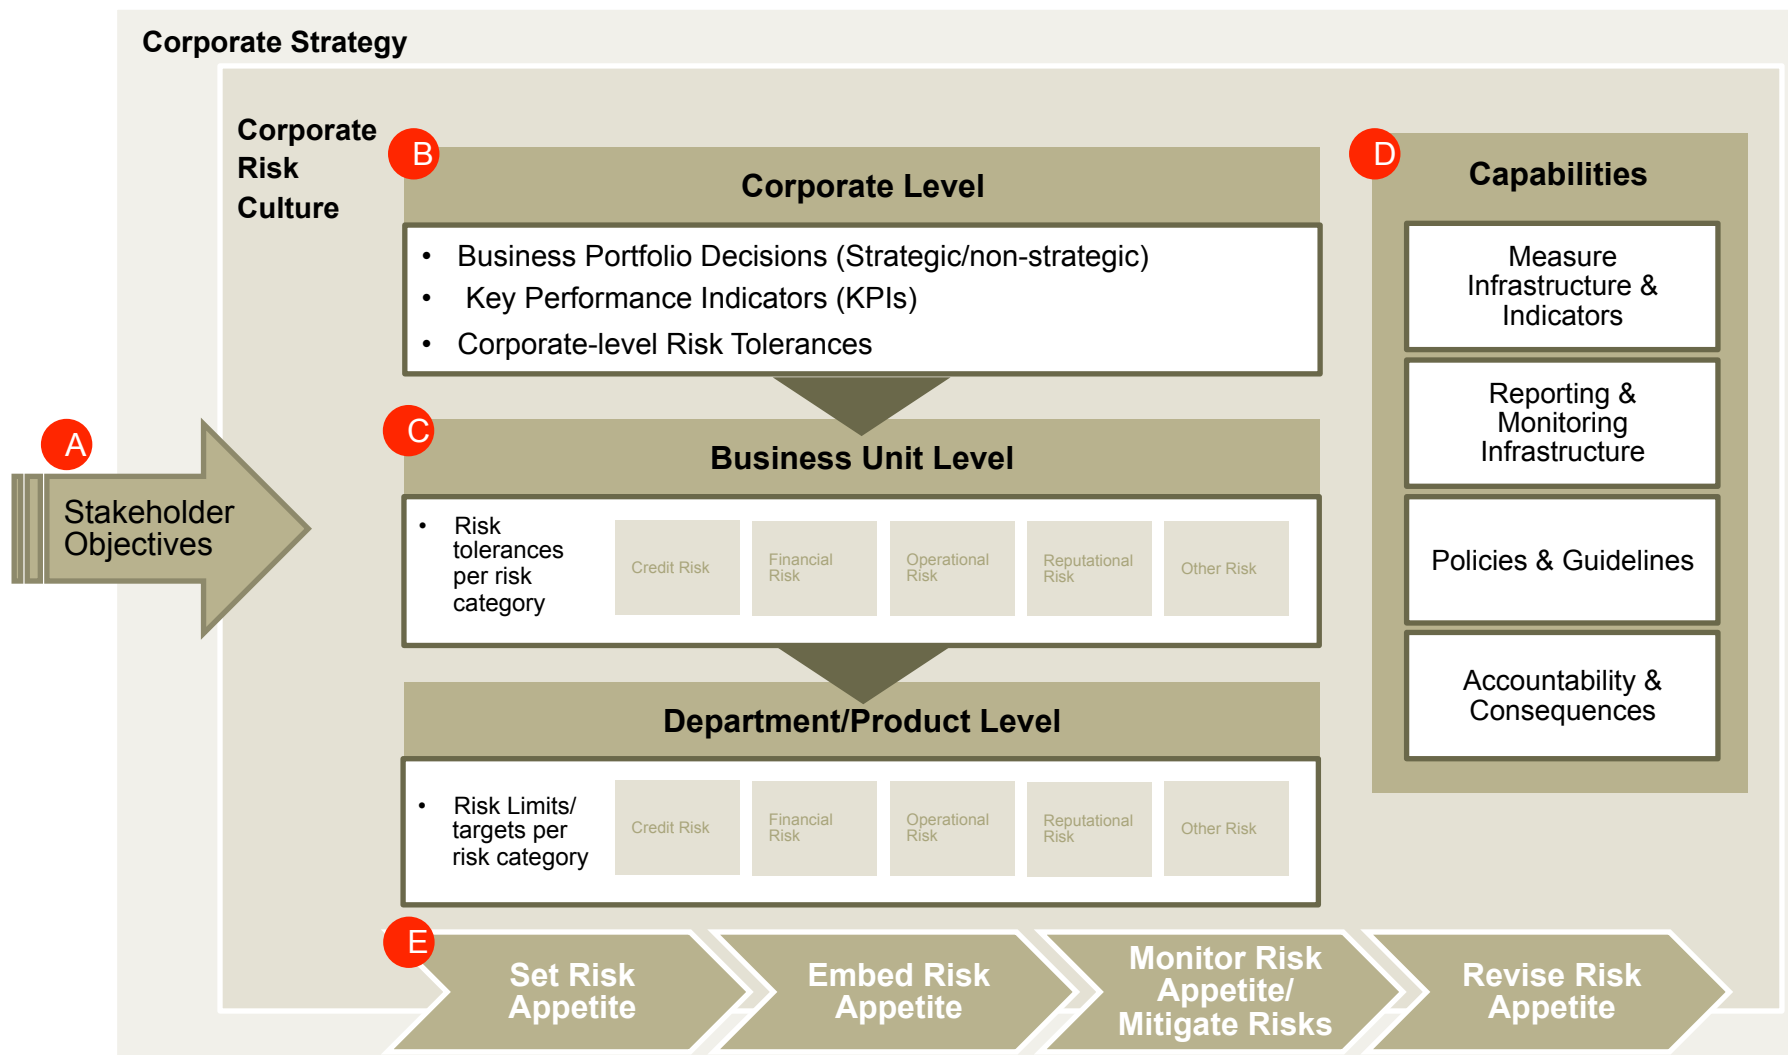 Corporate Strategy
Corporate
Risk
Culture
A
Stakeholder
Objectives
B
Corporate Level
• Business Portfolio Decisions (Strategic/non-strategic)
• Key Performance Indicators (KPIs)
• Corporate-level Risk Tolerances
C
Business Unit Level
• Risk
tolerances
per risk
category
Credit Risk
Financial
Risk
Operational
Risk
Reputational
Risk
Other Risk
Department/Product Level
• Risk Limits/
targets per
risk category
Credit Risk
Financial
Risk
Operational
Risk
Reputational
Risk
Other Risk
D
Capabilities
Measure
Infrastructure &
Indicators
Reporting &
Monitoring
Infrastructure
Policies & Guidelines
Accountability &
Consequences
E
Set Risk
Appetite
Embed Risk
Appetite
Monitor Risk
Appetite/
Mitigate Risks
Revise Risk
Appetite